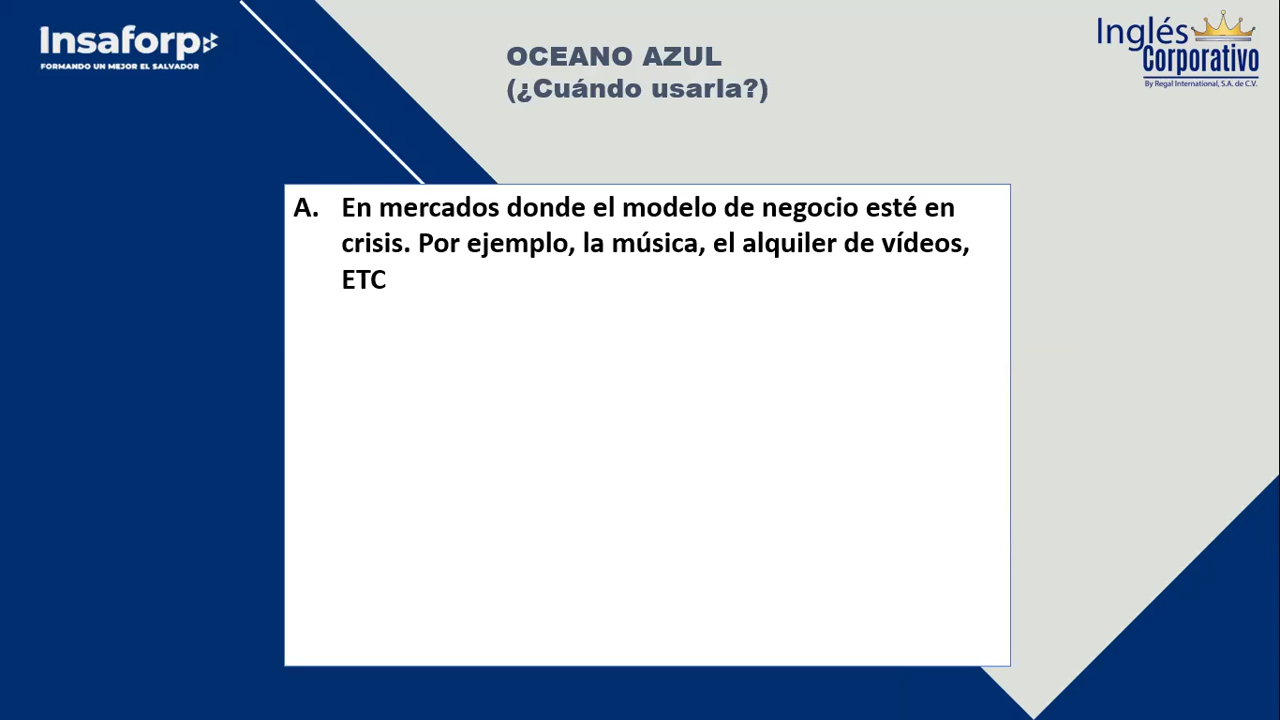 Insaforp
FORMANDO UN MEJOR EL SALVADOR
OCEANO AZUL
(¿Cuándo usarla?)
Inglés
Corporativo
By Regal International, S.A. de C.V.
A. En mercados donde el modelo de negocio esté en
crisis. Por ejemplo, la música, el alquiler de vídeos,
ETC